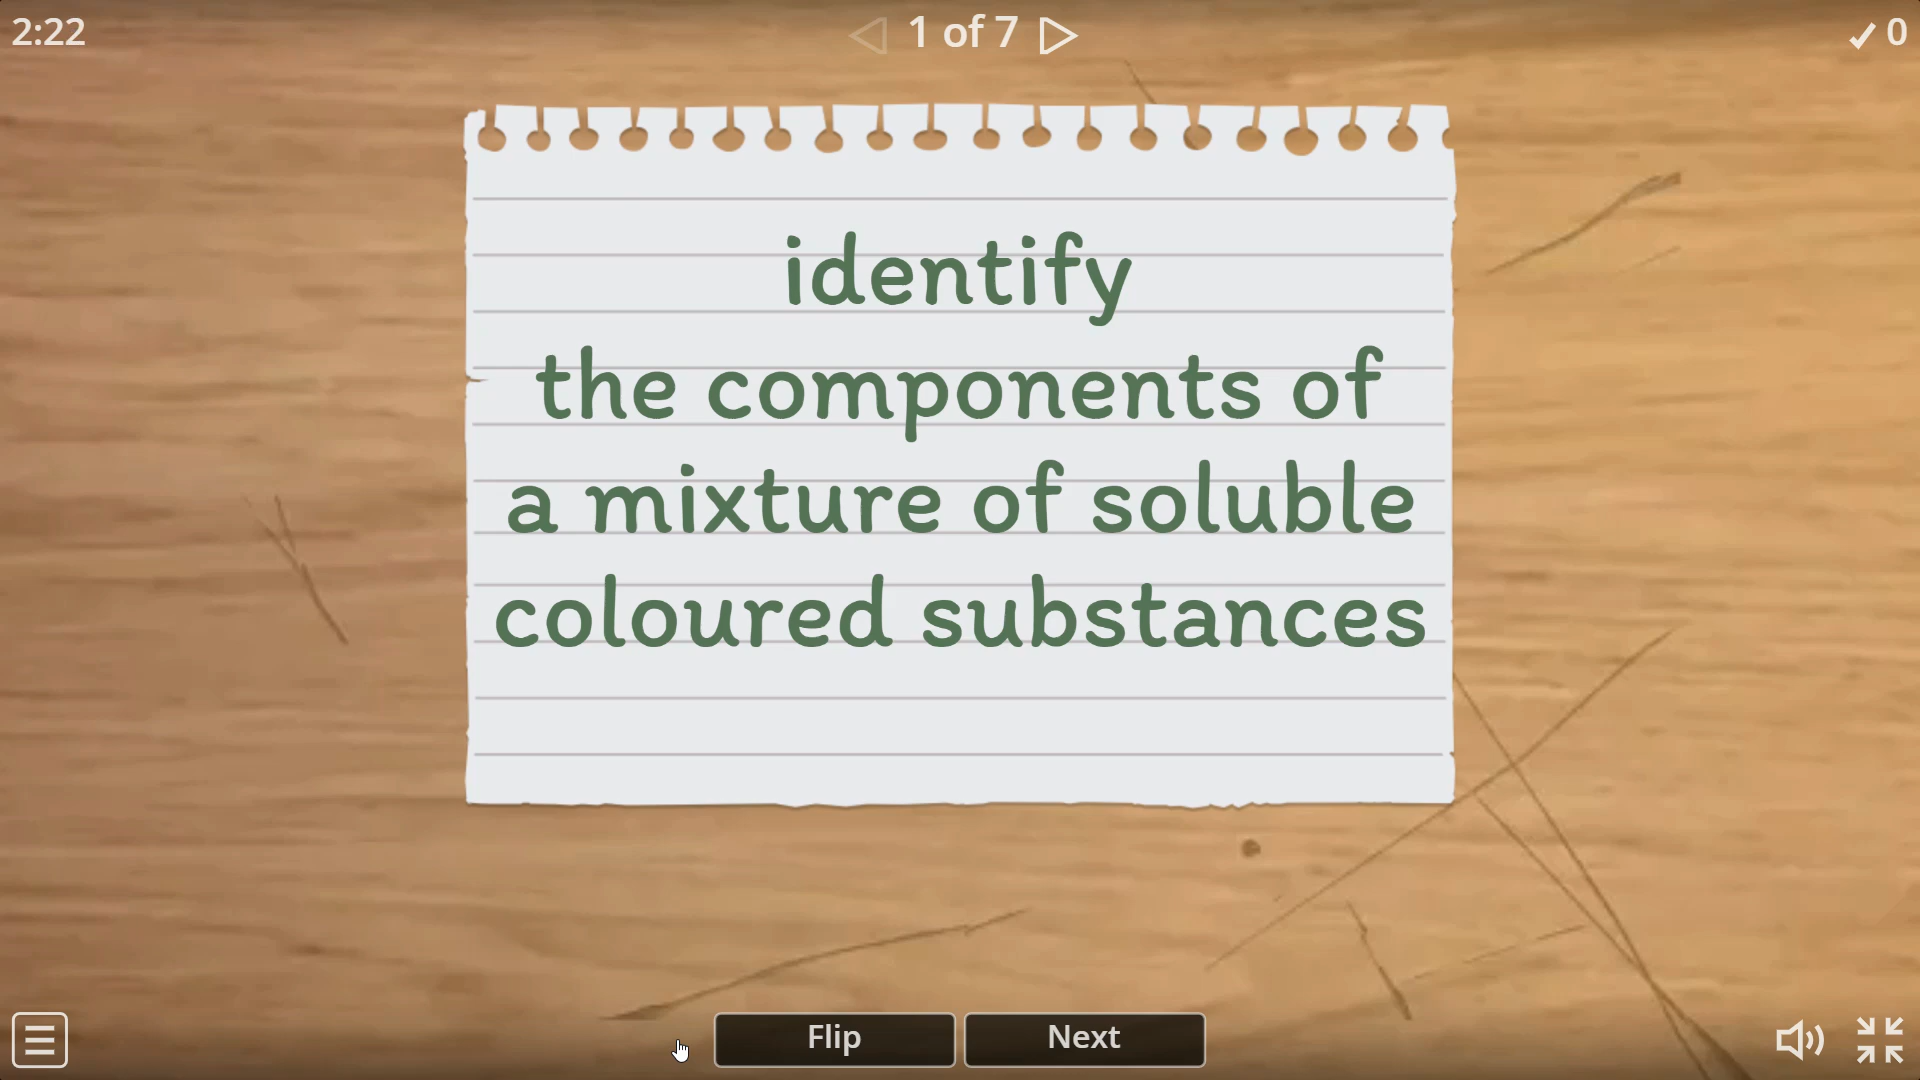 2:22
1 of 7
0
identify
the components of
a mixture of soluble
coloured substances
Flip
Next